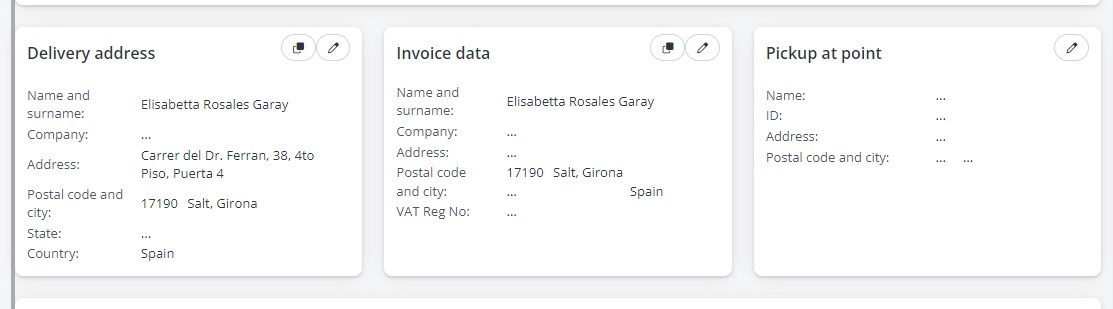 Delivery address
Name and
surname:
Elisabetta Rosales Garay
Company:
...
Address:
Carrer del Dr. Ferran, 38, 4to
Piso, Puerta 4
Postal code and
city:
17190 Salt, Girona
State:
...
Country:
Spain
Invoice data
Name and
surname:
Elisabetta Rosales Garay
Company:
...
Address:
...
Postal code
and city:
17190 Salt, Girona
... Spain
VAT Reg No:
...
Pickup at point
Name:
...
ID:
...
Address:
...
Postal code and city:
... ...